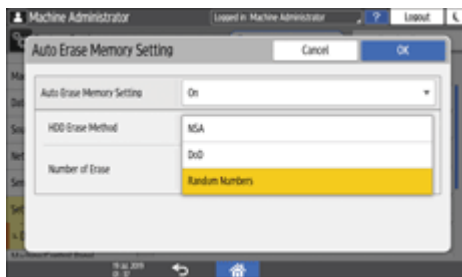 Machine Administrator
Logged in: Machine Administrator
?
Logout
Auto Erase Memory Setting
Cancel
OK
Auto Erase Memory Setting
On
HDD Erase Method
NSA
DoD
Number of Erase
Random Numbers